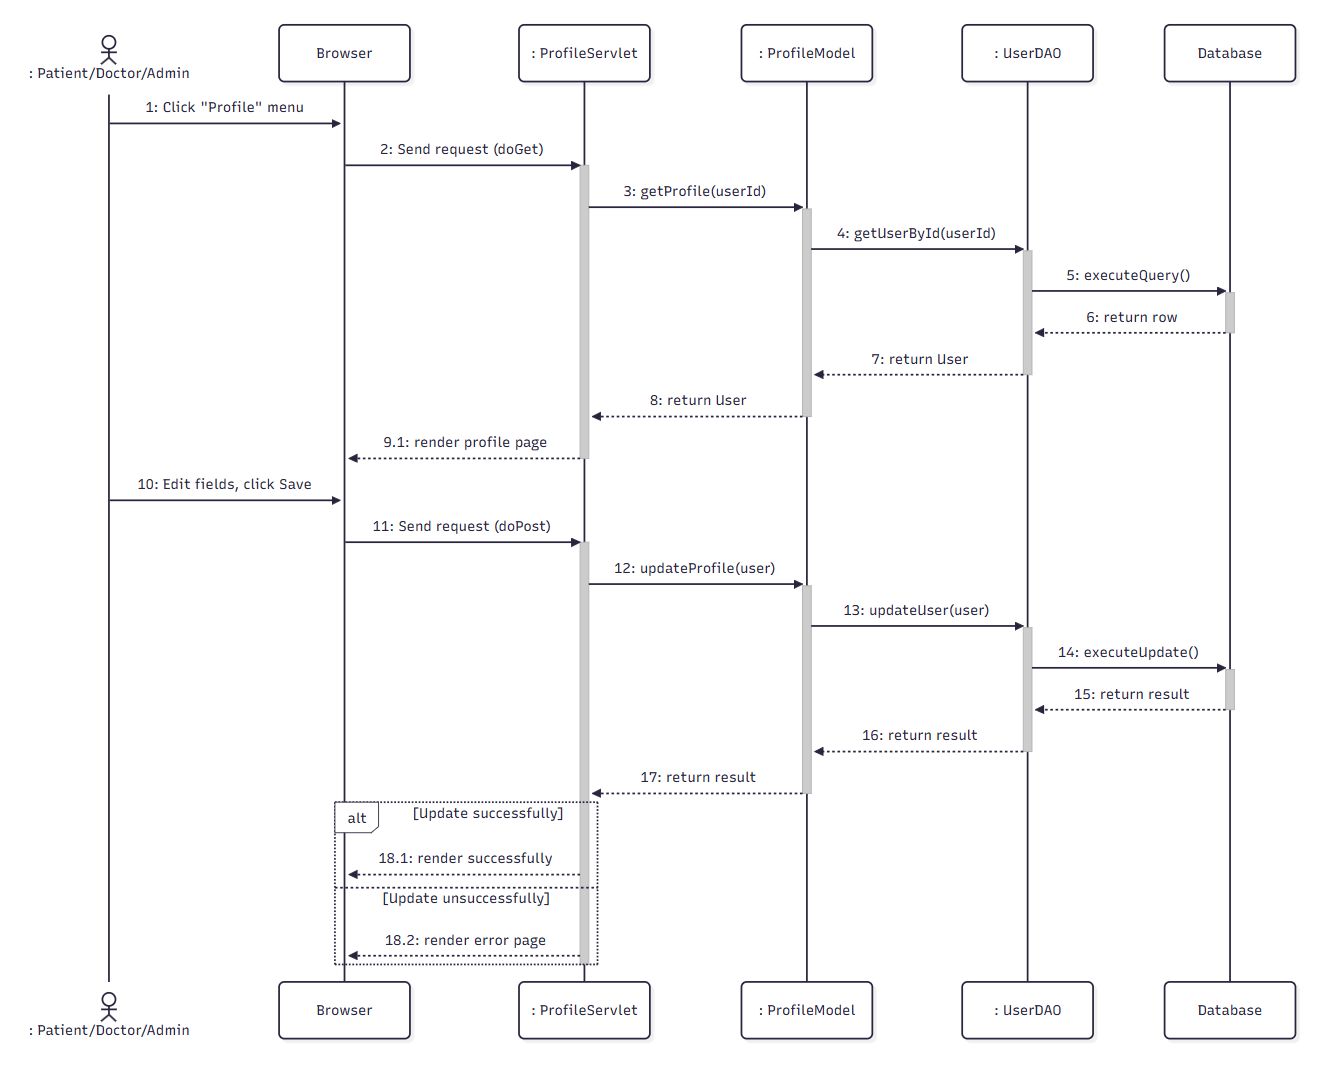 : Patient/Doctor/Admin
Browser
: ProfileServlet
: ProfileModel
: UserDAO
Database
1: Click "Profile" menu
2: Send request (doGet)
3: getProfile(userId)
4: getUserById(userId)
5: executeQuery()
6: return row
7: return User
8: return User
9.1: render profile page
10: Edit fields, click Save
11: Send request (doPost)
12: updateProfile(user)
13: updateUser(user)
14: executeUpdate()
15: return result
16: return result
17: return result
alt
[Update successfully]
18.1: render successfully
[Update unsuccessfully]
18.2: render error page
: Patient/Doctor/Admin
Browser
: ProfileServlet
: ProfileModel
: UserDAO
Database